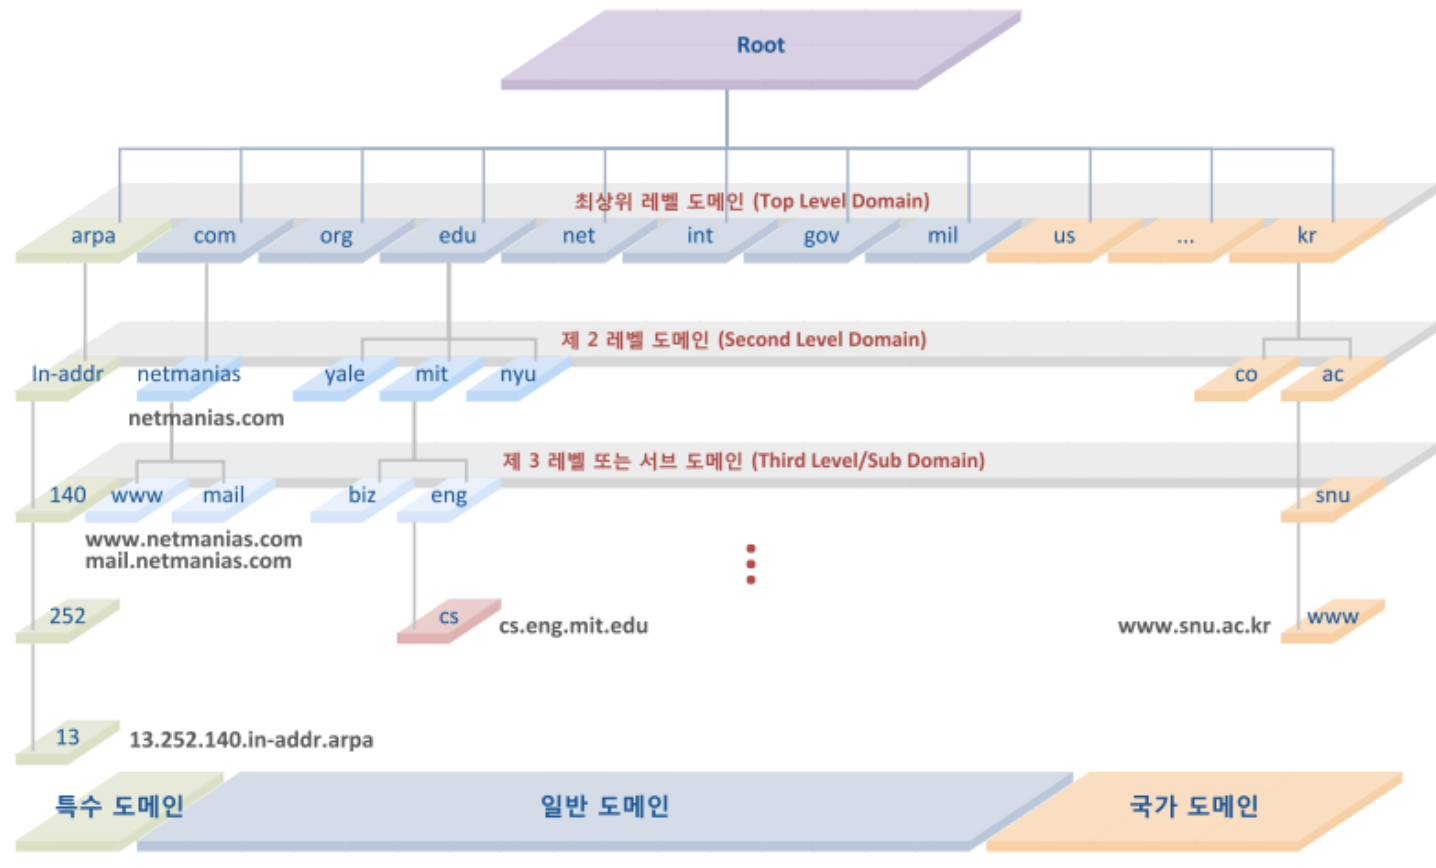 Root
최상위 레벨 도메인 (Top Level Domain)
arpa com org edu net int gov mil us ... kr
제 2 레벨 도메인 (Second Level Domain)
In-addr netmanias yale mit nyu co ac
netmanias.com
제 3 레벨 또는 서브 도메인 (Third Level/Sub Domain)
140 www mail biz eng snu
www.netmanias.com
mail.netmanias.com
252 cs cs.eng.mit.edu www.snu.ac.kr www
13 13.252.140.in-addr.arpa
특수 도메인 일반 도메인 국가 도메인